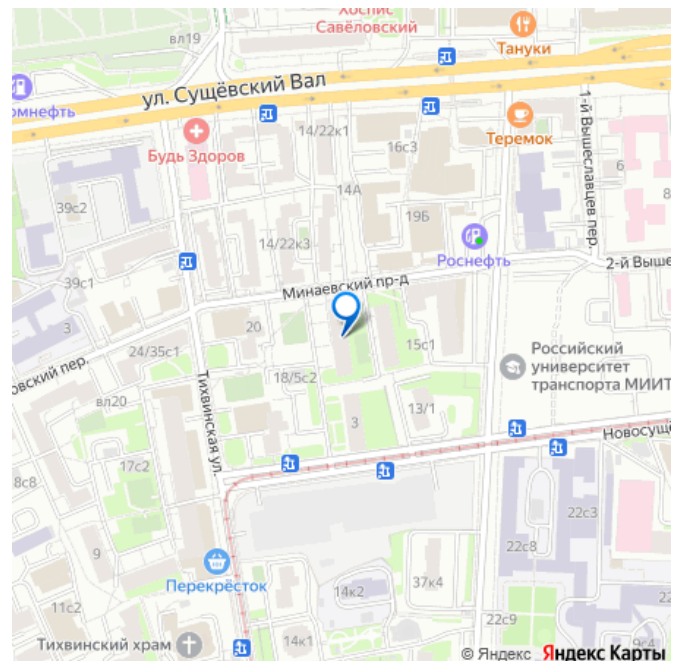 Хоспис
Савёловский
вл19
Тануки
ул. Сущёвский Вал
омнефть
14/22к1
Теремок
Будь Здоров
16с3
1-й Вышеславцев пер.
6
8
39с2
14А
19Б
14/22к3
Роснефть
2-й Выше
39с1
Минаевский пр-д
3
20
15с1
24/35с1
Российский
университет
транспорта МИИТ
овский пер.
18/5с2
вл20
Тихвинская ул.
13/1
3
Новосущё
17с2
8с8
22с3
22с3
9
22с8
Перекрёсток
14к2
37к4
11с2
22с9
Тихвинский храм
14к1
9с4
© Яндекс Яндекс Карты